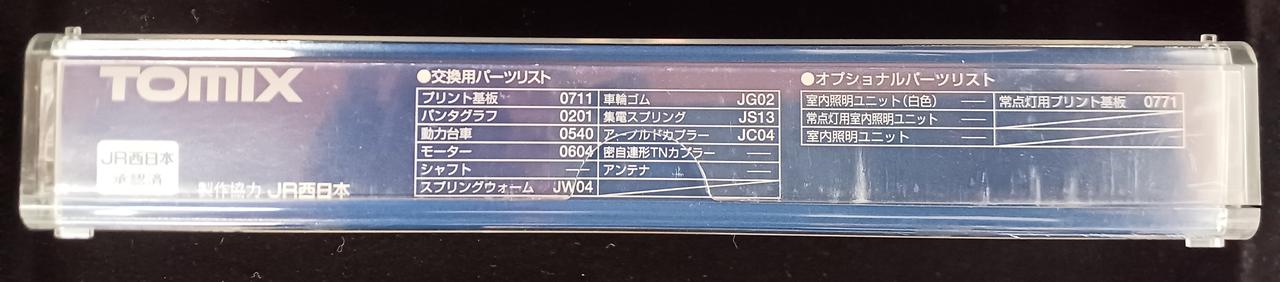 TOMIX
JR西日本
承認済
製作協力 JR西日本
●交換用パーツリスト
プリント基板 0711 車輪ゴム JG02
パンタグラフ 0201 集電スプリング JS13
動力台車 0540 アーノルドカプラー JC04
モーター 0604 密自連形TNカプラー ──
シャフト ── アンテナ ──
スプリングウォーム JW04
●オプショナルパーツリスト
室内照明ユニット(白色) ── 常点灯用プリント基板 0771
常点灯用室内照明ユニット ──
室内照明ユニット ──